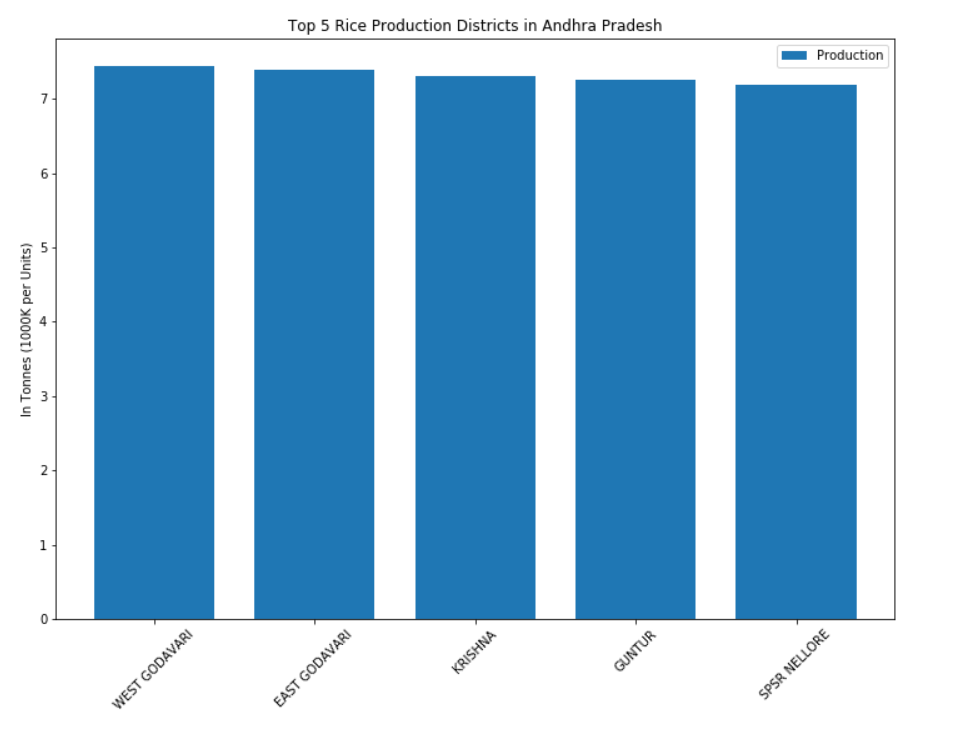 Top 5 Rice Production Districts in Andhra Pradesh
Production
In Tonnes (1000K per Units)
7
6
5
4
3
2
1
0
WEST GODAVARI
EAST GODAVARI
KRISHNA
GUNTUR
SPSR NELLORE